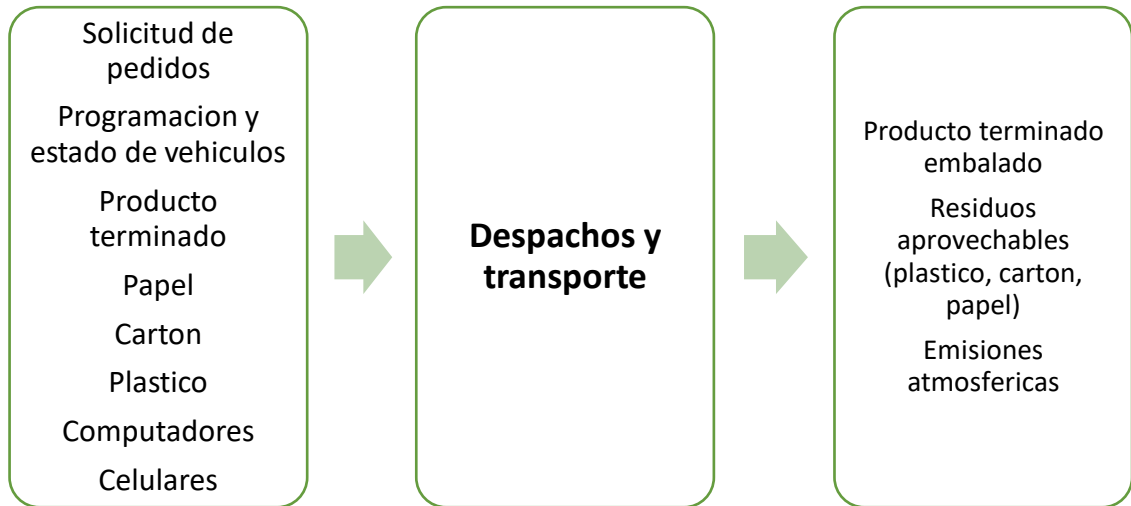 Solicitud de
pedidos
Programacion y
estado de vehiculos
Producto
terminado
Papel
Carton
Plastico
Computadores
Celulares
Despachos y
transporte
Producto terminado
embalado
Residuos
aprovechables
(plastico, carton,
papel)
Emisiones
atmosfericas